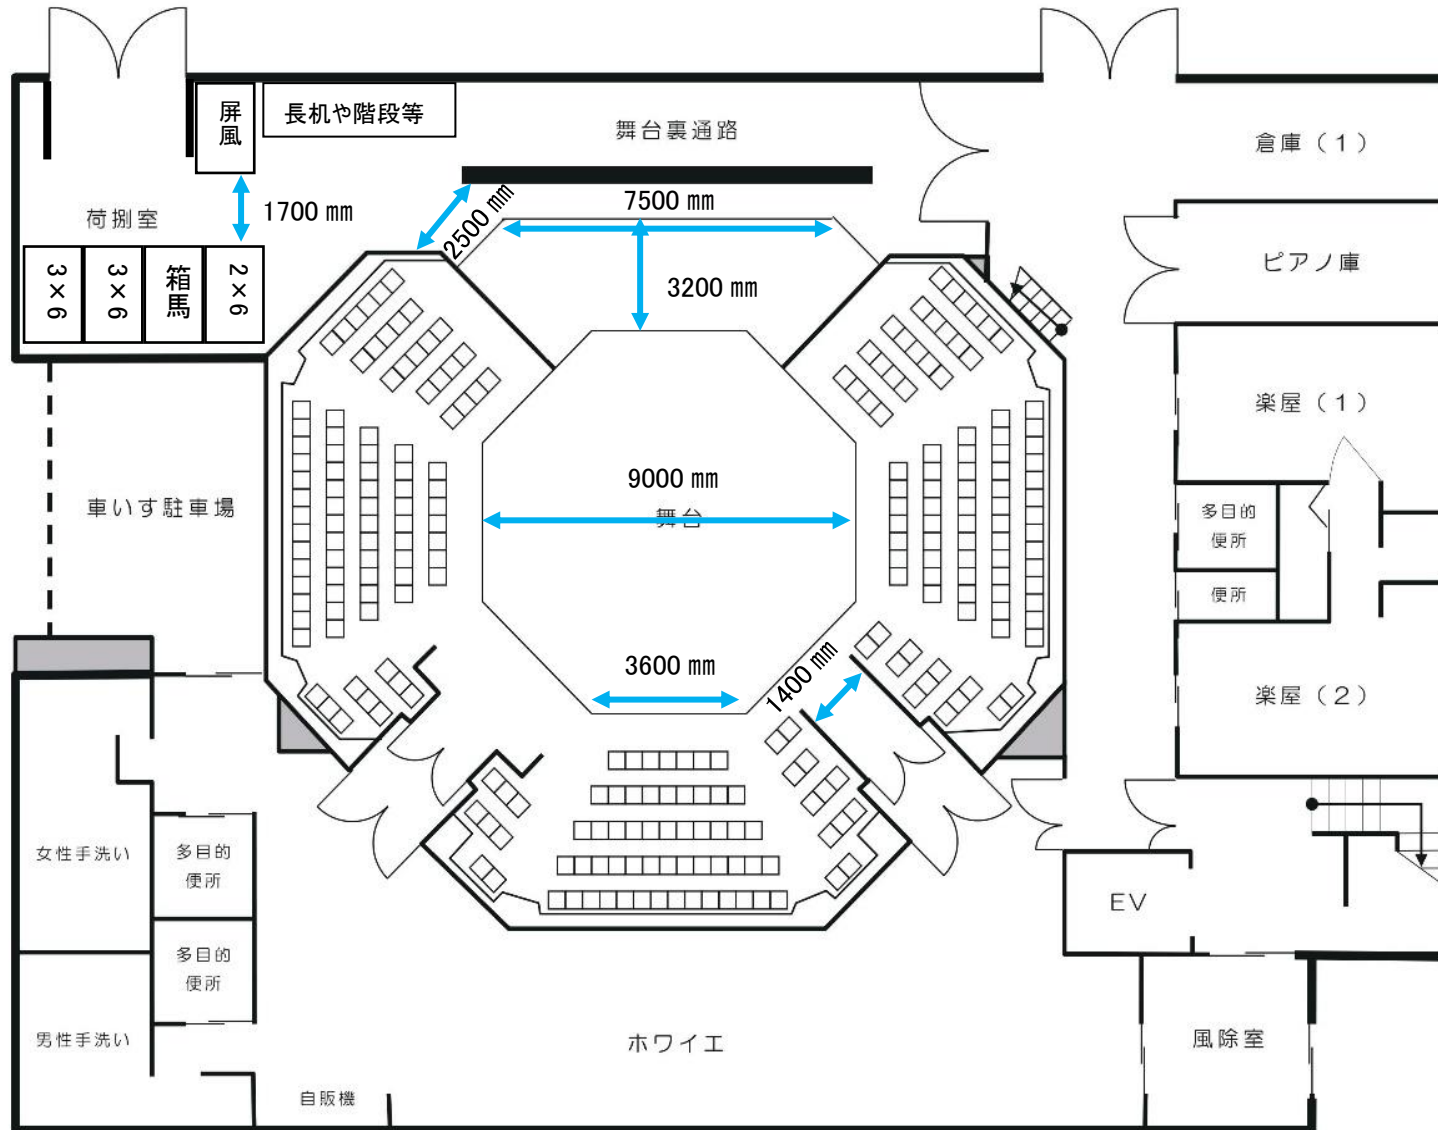 屏風
長机や階段等
舞台裏通路
倉庫（１）
荷捌室
1700 ㎜
2500 ㎜
7500 ㎜
3200 ㎜
ピアノ庫
3×6
3×6
箱馬
2×6
楽屋（１）
車いす駐車場
9000 ㎜
舞台
多目的
便所
便所
3600 ㎜
1400 ㎜
楽屋（２）
女性手洗い
多目的
便所
EV
多目的
便所
男性手洗い
ホワイエ
風除室
自販機